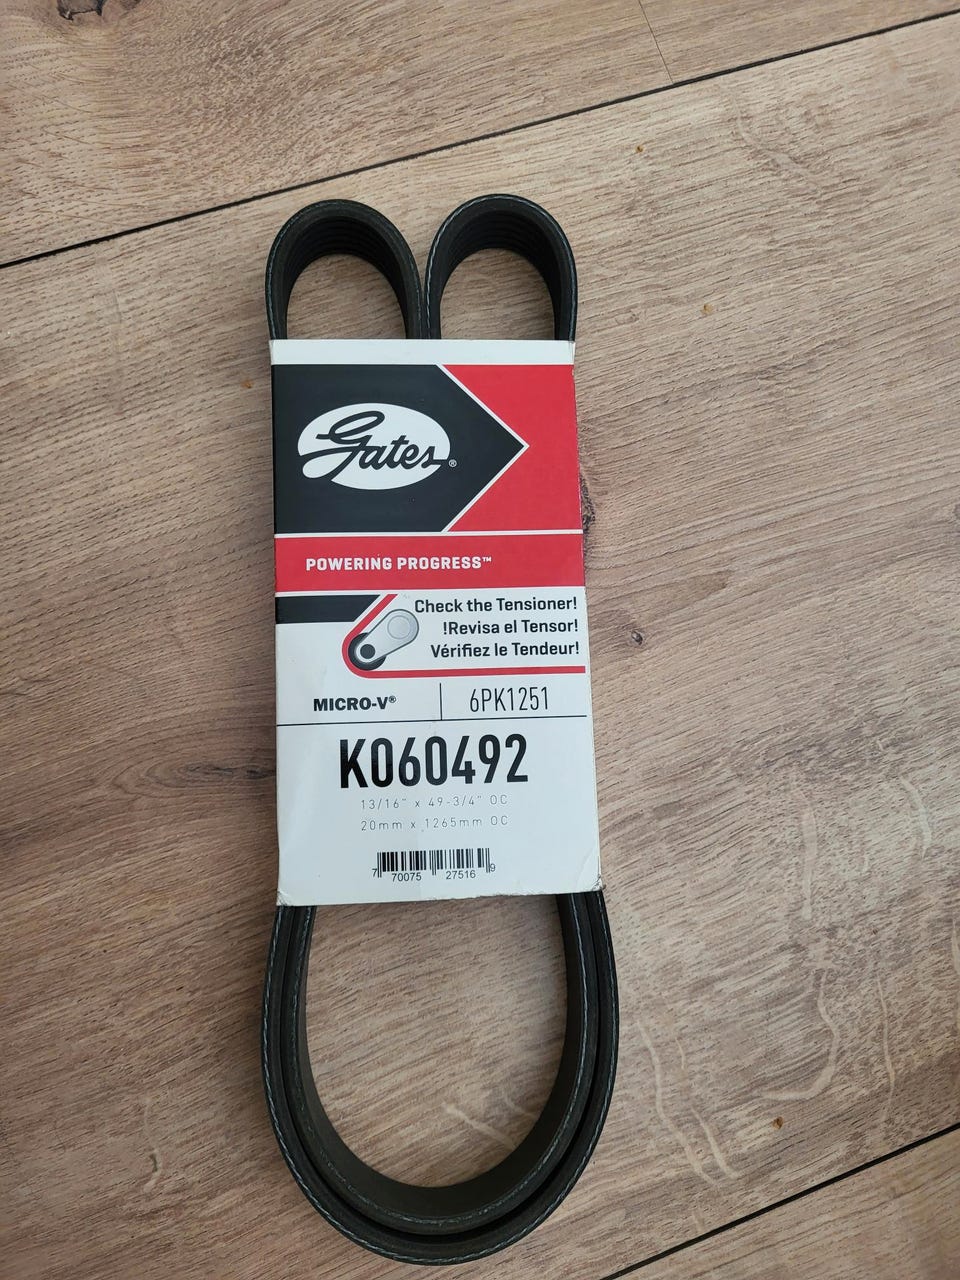 Gates®
POWERING PROGRESS™
Check the Tensioner!
!Revisa el Tensor!
Vérifiez le Tendeur!
MICRO-V® 6PK1251
K060492
13/16" x 49-3/4" OC
20mm x 1265mm OC
7 70075 27516 9